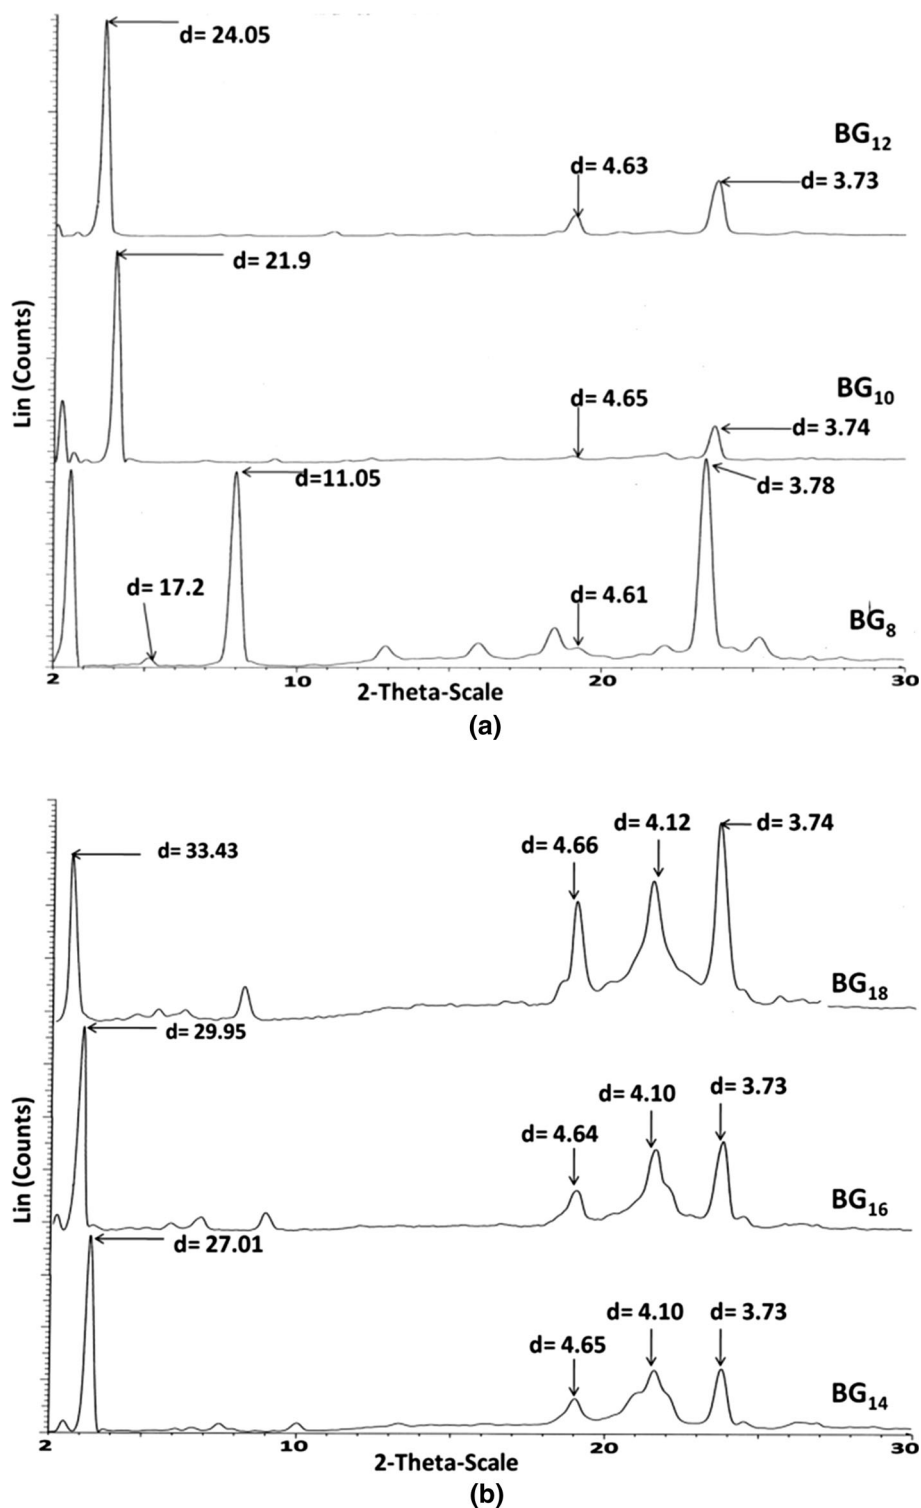 d= 24.05
BG12
d= 4.63
d= 3.73
d= 21.9
Lin (Counts)
BG10
d= 4.65
d= 3.74
d=11.05
d= 3.78
d= 17.2
d= 4.61
BG8
2 10 20 30
2-Theta-Scale
(a)
d= 4.12
d= 3.74
d= 4.66
d= 33.43
BG18
d= 29.95
d= 4.10
d= 3.73
d= 4.64
Lin (Counts)
BG16
d= 27.01
d= 4.10
d= 3.73
d= 4.65
BG14
2 10 20 30
2-Theta-Scale
(b)